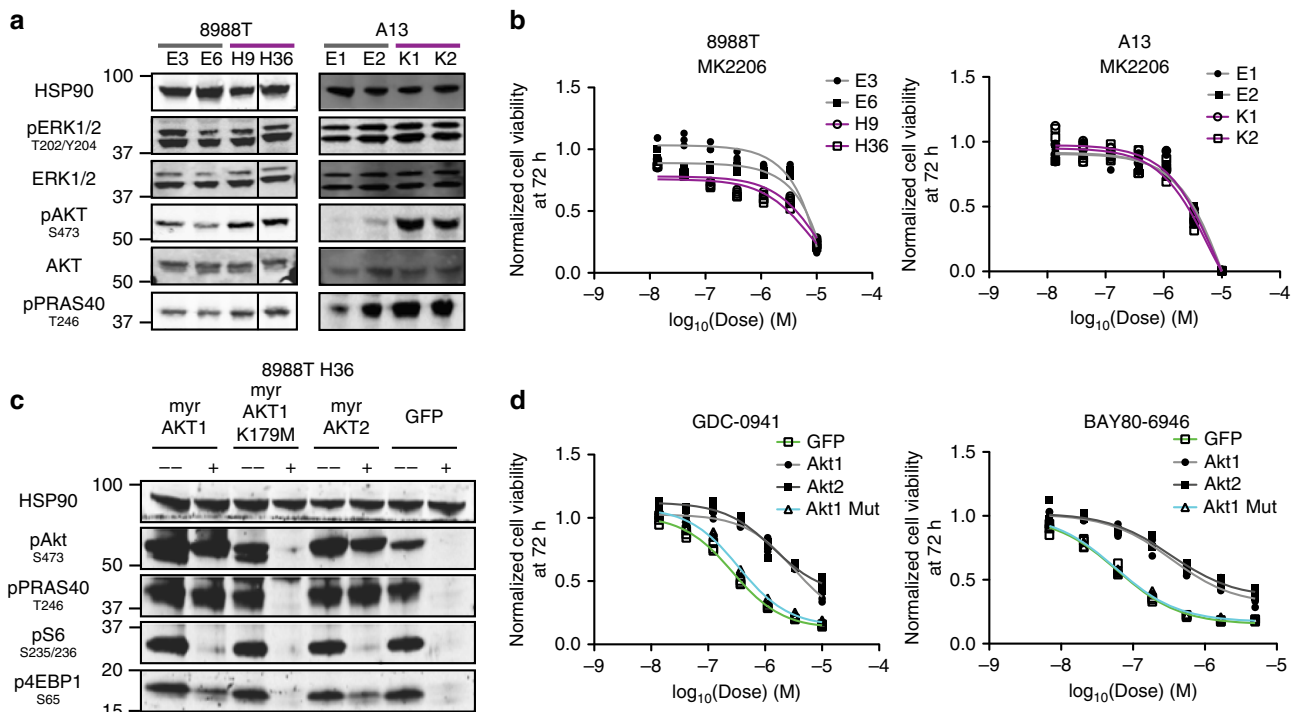 a
8988T
A13
E3 E6 H9 H36
E1 E2 K1 K2
100
HSP90
pERK1/2
T202/Y204
37
ERK1/2
37
pAKT
S473
50
AKT
50
pPRAS40
T246
37
b
8988T
MK2206
Normalized cell viability
at 72 h
1.5
1.0
0.5
0.0
–9 –8 –7 –6 –5 –4
log10(Dose) (M)
E3
E6
H9
H36
A13
MK2206
Normalized cell viability
at 72 h
1.5
1.0
0.5
0.0
–9 –8 –7 –6 –5 –4
log10(Dose) (M)
E1
E2
K1
K2
c
8988T H36
myr
AKT1
myr
AKT1
K179M
myr
AKT2
GFP
–– + –– + –– + –– +
100
HSP90
pAkt
S473
50
pPRAS40
T246
37
37
pS6
S235/236
20
p4EBP1
S65
15
d
GDC-0941
Normalized cell viability
at 72 h
1.5
1.0
0.5
0.0
–9 –8 –7 –6 –5 –4
log10(Dose) (M)
GFP
Akt1
Akt2
Akt1 Mut
BAY80-6946
Normalized cell viability
at 72 h
1.5
1.0
0.5
0.0
–9 –8 –7 –6 –5
log10(Dose) (M)
GFP
Akt1
Akt2
Akt1 Mut